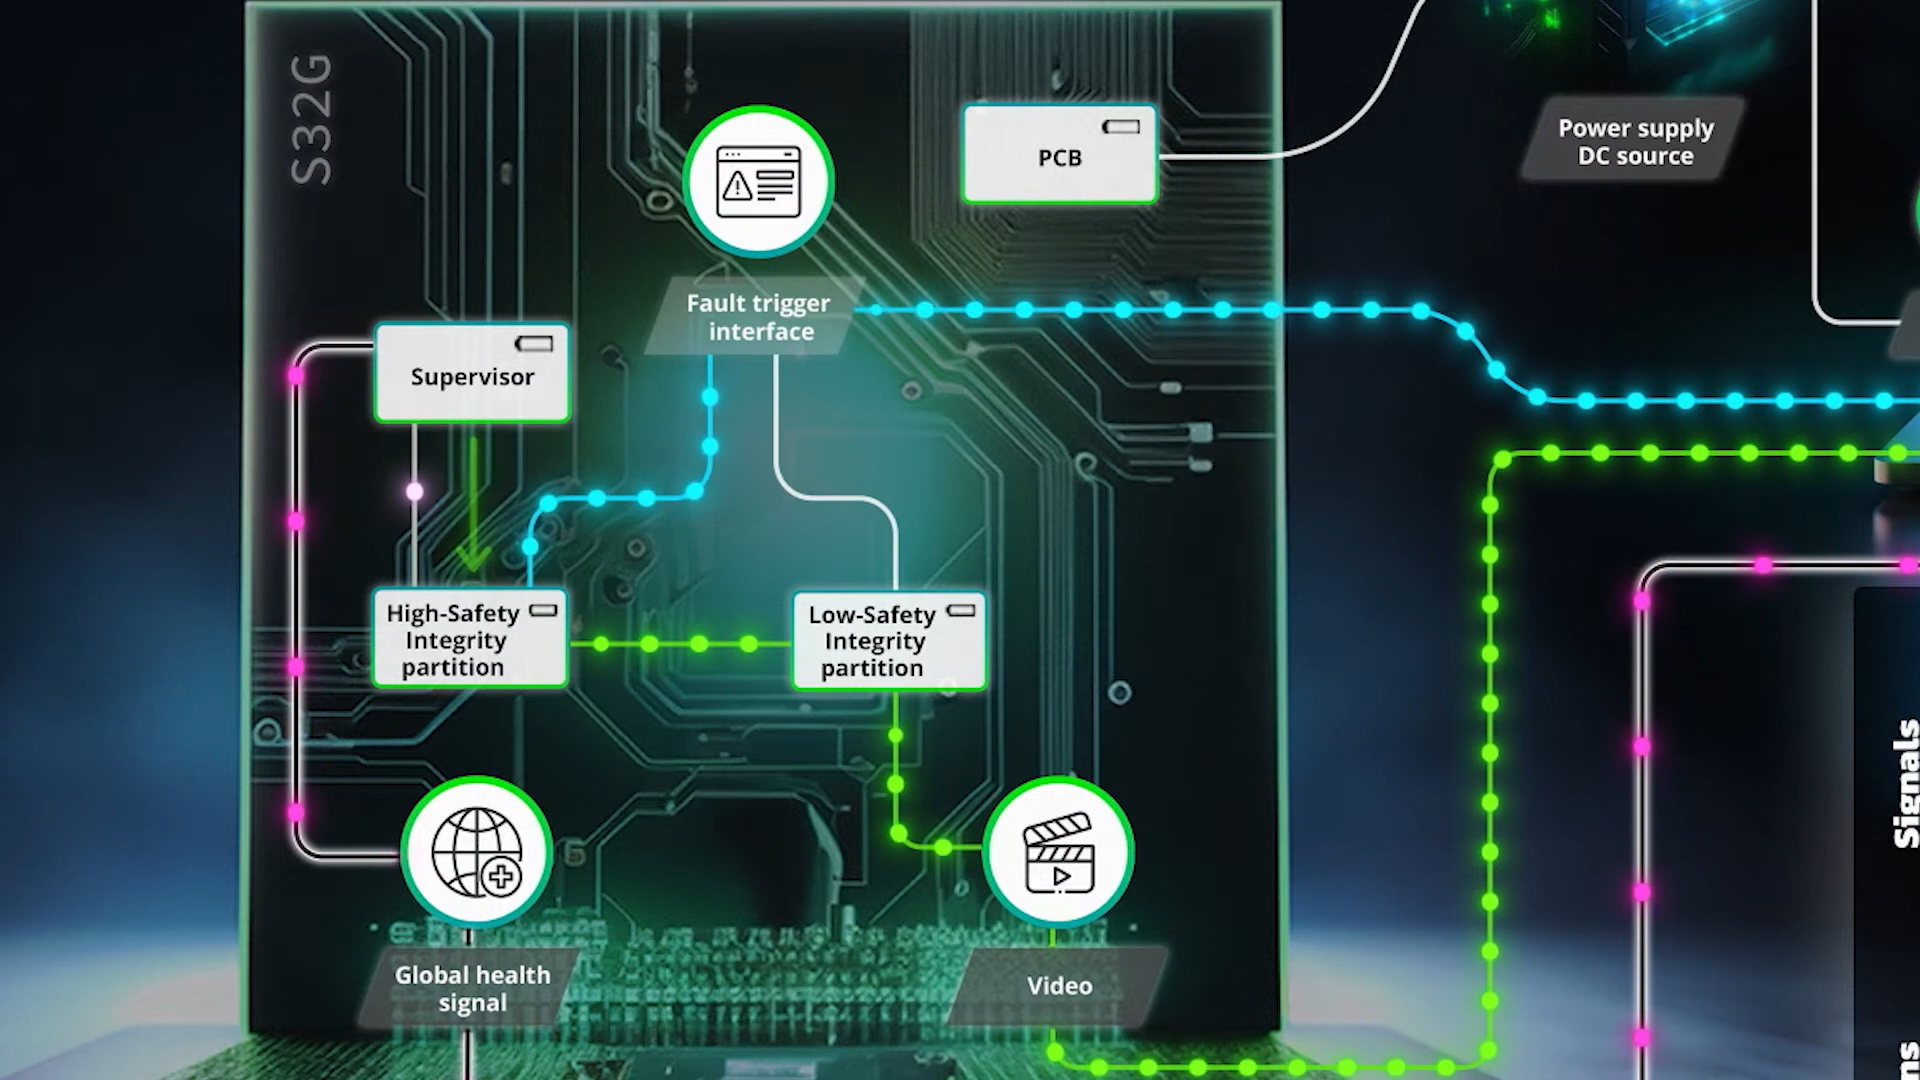 S32G
PCB
Power supply
DC source
Fault trigger
interface
Supervisor
High-Safety
Integrity
partition
Low-Safety
Integrity
partition
Signals
Global health
signal
Video